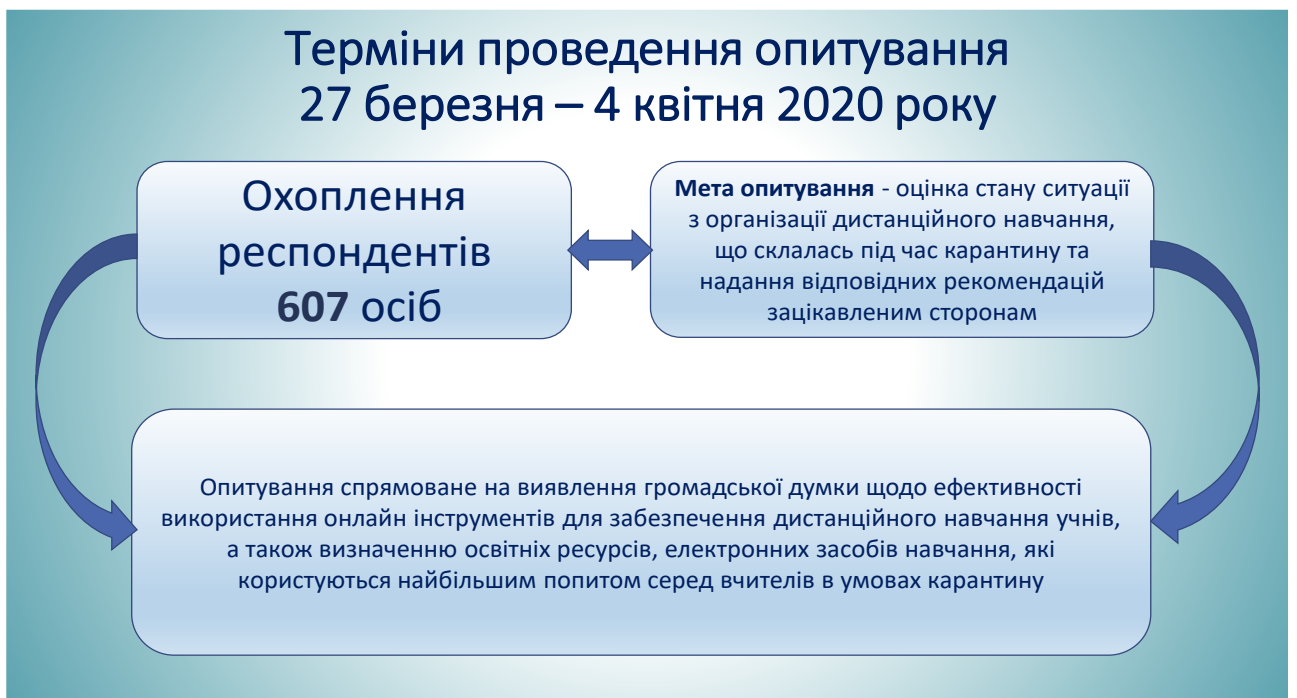 Терміни проведення опитування
27 березня – 4 квітня 2020 року
Охоплення
респондентів
607 осіб
Мета опитування - оцінка стану ситуації
з організації дистанційного навчання,
що склалась під час карантину та
надання відповідних рекомендацій
зацікавленим сторонам
Опитування спрямоване на виявлення громадської думки щодо ефективності
використання онлайн інструментів для забезпечення дистанційного навчання учнів,
а також визначенню освітніх ресурсів, електронних засобів навчання, які
користуються найбільшим попитом серед вчителів в умовах карантину